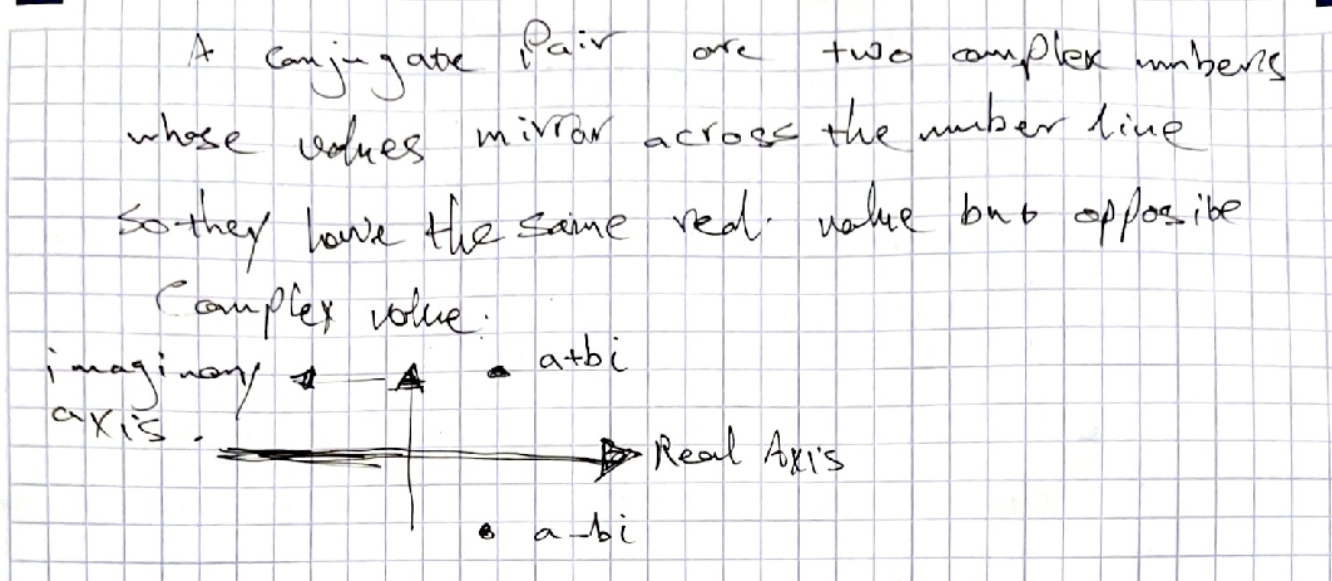 A conjugate Pair are two complex numbers
whose values mirror across the number line
so they have the same real value but opposite
Complex value.
imaginary
axis.
a+bi
Real Axis
a-bi